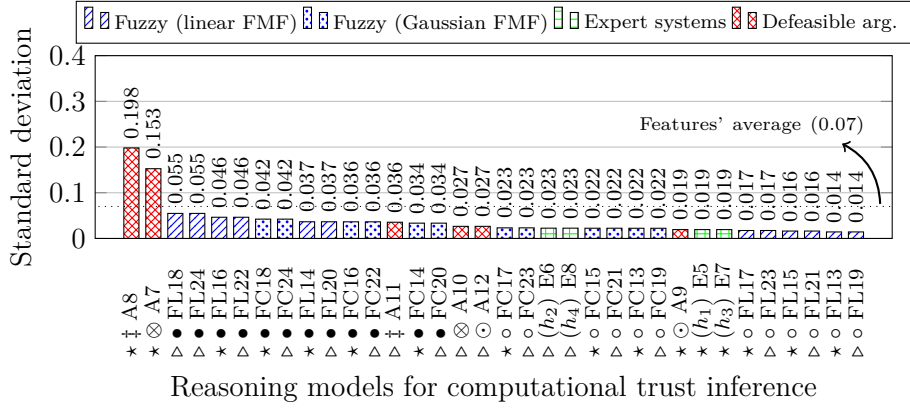 Fuzzy (linear FMF) Fuzzy (Gaussian FMF) Expert systems Defeasible arg.
Standard deviation
0.4
0.3
0.2
0.1
0
Features' average (0.07)
0.198
0.153
0.055
0.055
0.046
0.046
0.042
0.042
0.037
0.037
0.036
0.036
0.036
0.034
0.034
0.027
0.027
0.023
0.023
0.023
0.023
0.022
0.022
0.022
0.022
0.019
0.019
0.019
0.017
0.017
0.016
0.016
0.014
0.014
⋆ ‡ A8
⋆ ⊗ A7
▷ ● FL18
▷ ● FL24
⋆ ● FL16
▷ ● FL22
⋆ ● FC18
▷ ● FC24
⋆ ● FL14
▷ ● FL20
⋆ ● FC16
▷ ● FC22
▷ ‡ A11
⋆ ● FC14
▷ ● FC20
▷ ⊗ A10
▷ ⊙ A12
⋆ ○ FC17
▷ ○ FC23
▷ (h₂) E6
▷ (h₄) E8
⋆ ○ FC15
▷ ○ FC21
⋆ ○ FC13
▷ ○ FC19
⋆ ⊙ A9
⋆ (h₁) E5
⋆ (h₃) E7
⋆ ○ FL17
▷ ○ FL23
⋆ ○ FL15
▷ ○ FL21
⋆ ○ FL13
▷ ○ FL19
Reasoning models for computational trust inference